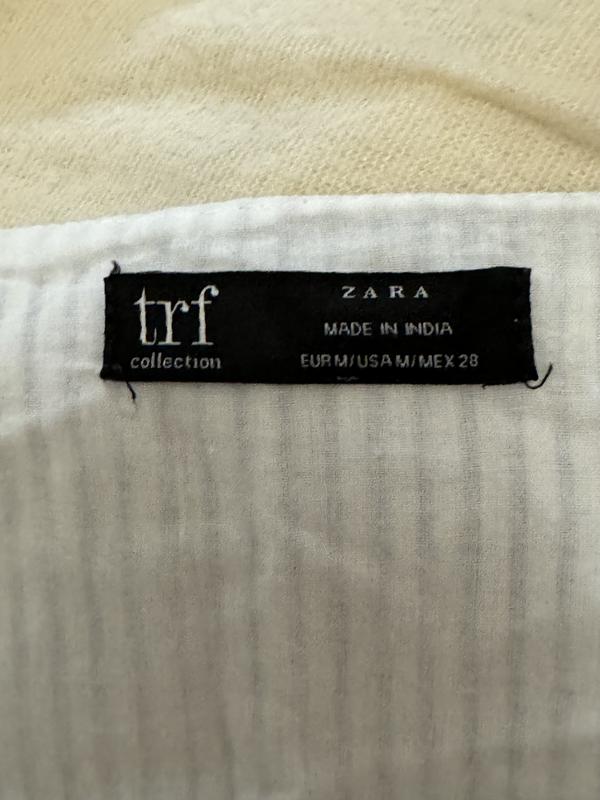 trf
collection
ZARA
MADE IN INDIA
EUR M/USA M/MEX 28